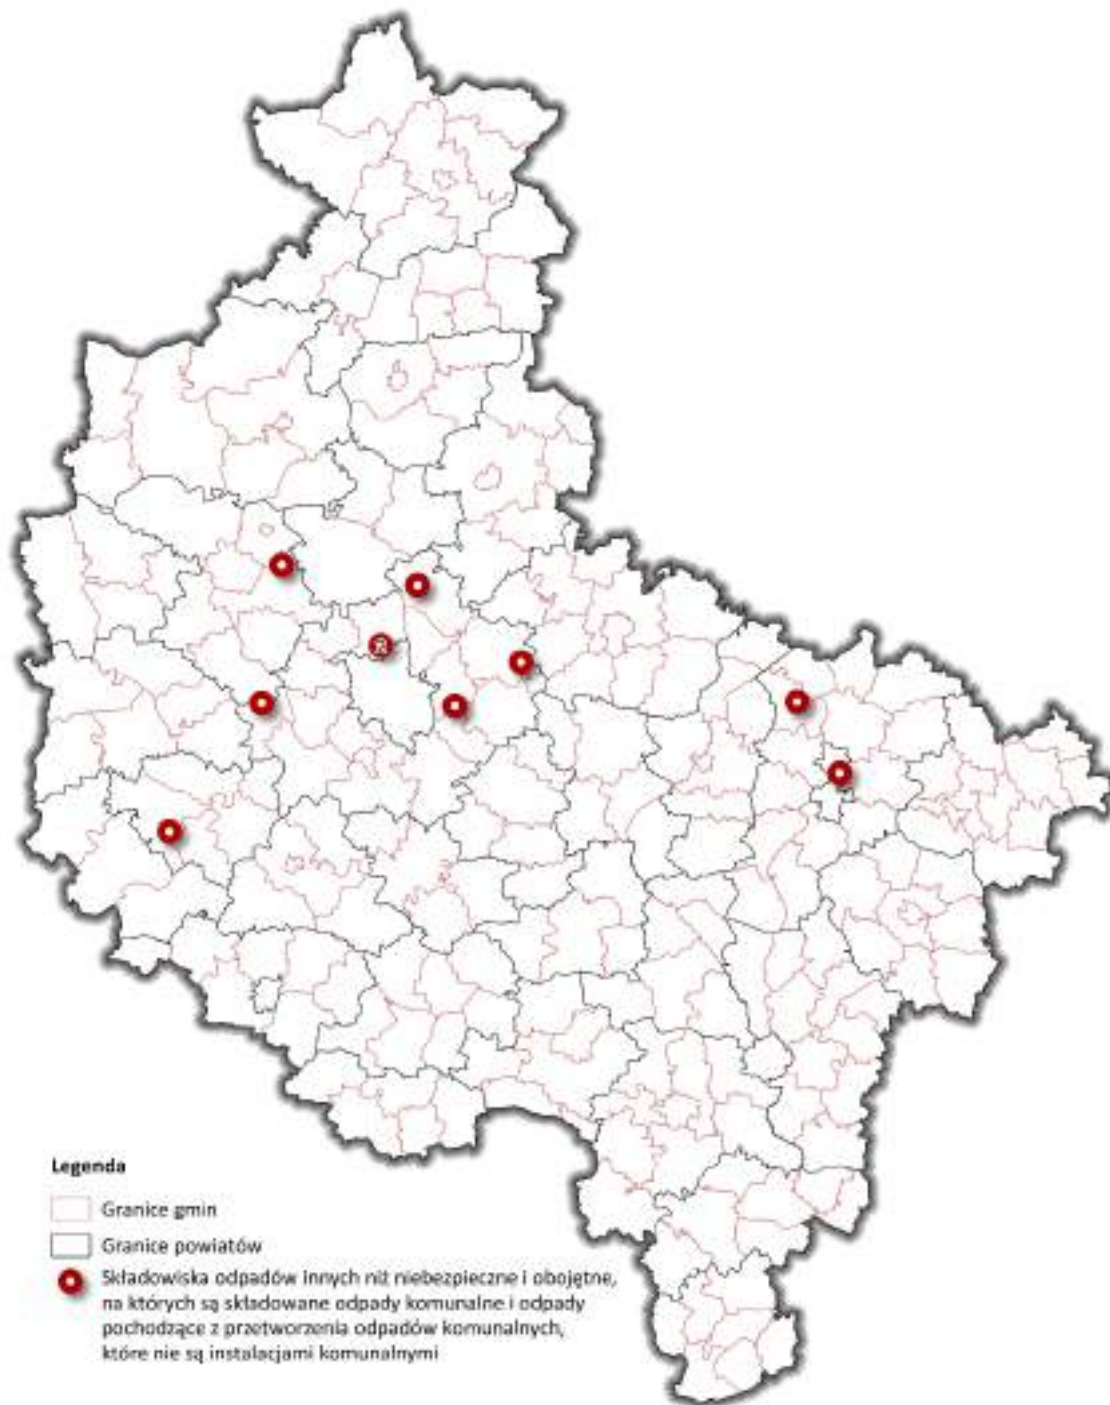 Legenda
Granice gmin
Granice powiatów
Składowiska odpadów innych niż niebezpieczne i obojętne,
na których są składowane odpady komunalne i odpady
pochodzące z przetworzenia odpadów komunalnych,
które nie są instalacjami komunalnymi